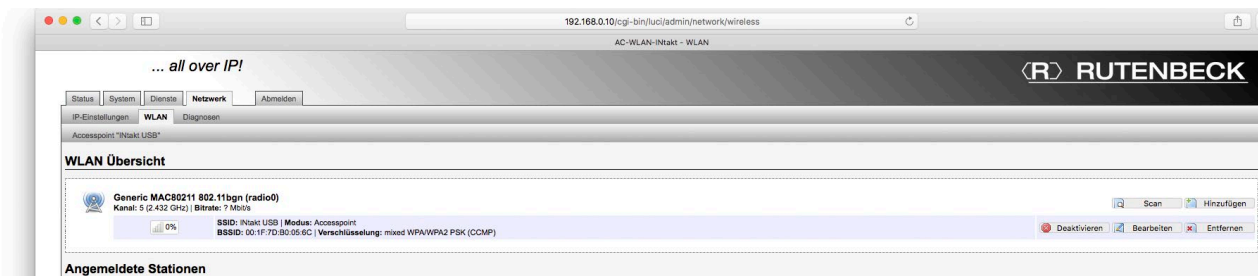 192.168.0.10/cgi-bin/luci/admin/network/wireless
AC-WLAN-INtakt - WLAN
... all over IP!
⟨R⟩ RUTENBECK
Status System Dienste Netzwerk Abmelden
IP-Einstellungen WLAN Diagnosen
Accesspoint "INtakt USB"
WLAN Übersicht
Generic MAC80211 802.11bgn (radio0)
Kanal: 5 (2.432 GHz) | Bitrate: ? Mbit/s
Scan Hinzufügen
0%
SSID: INtakt USB | Modus: Accesspoint
BSSID: 00:1F:7D:B0:05:6C | Verschlüsselung: mixed WPA/WPA2 PSK (CCMP)
Deaktivieren Bearbeiten Entfernen
Angemeldete Stationen